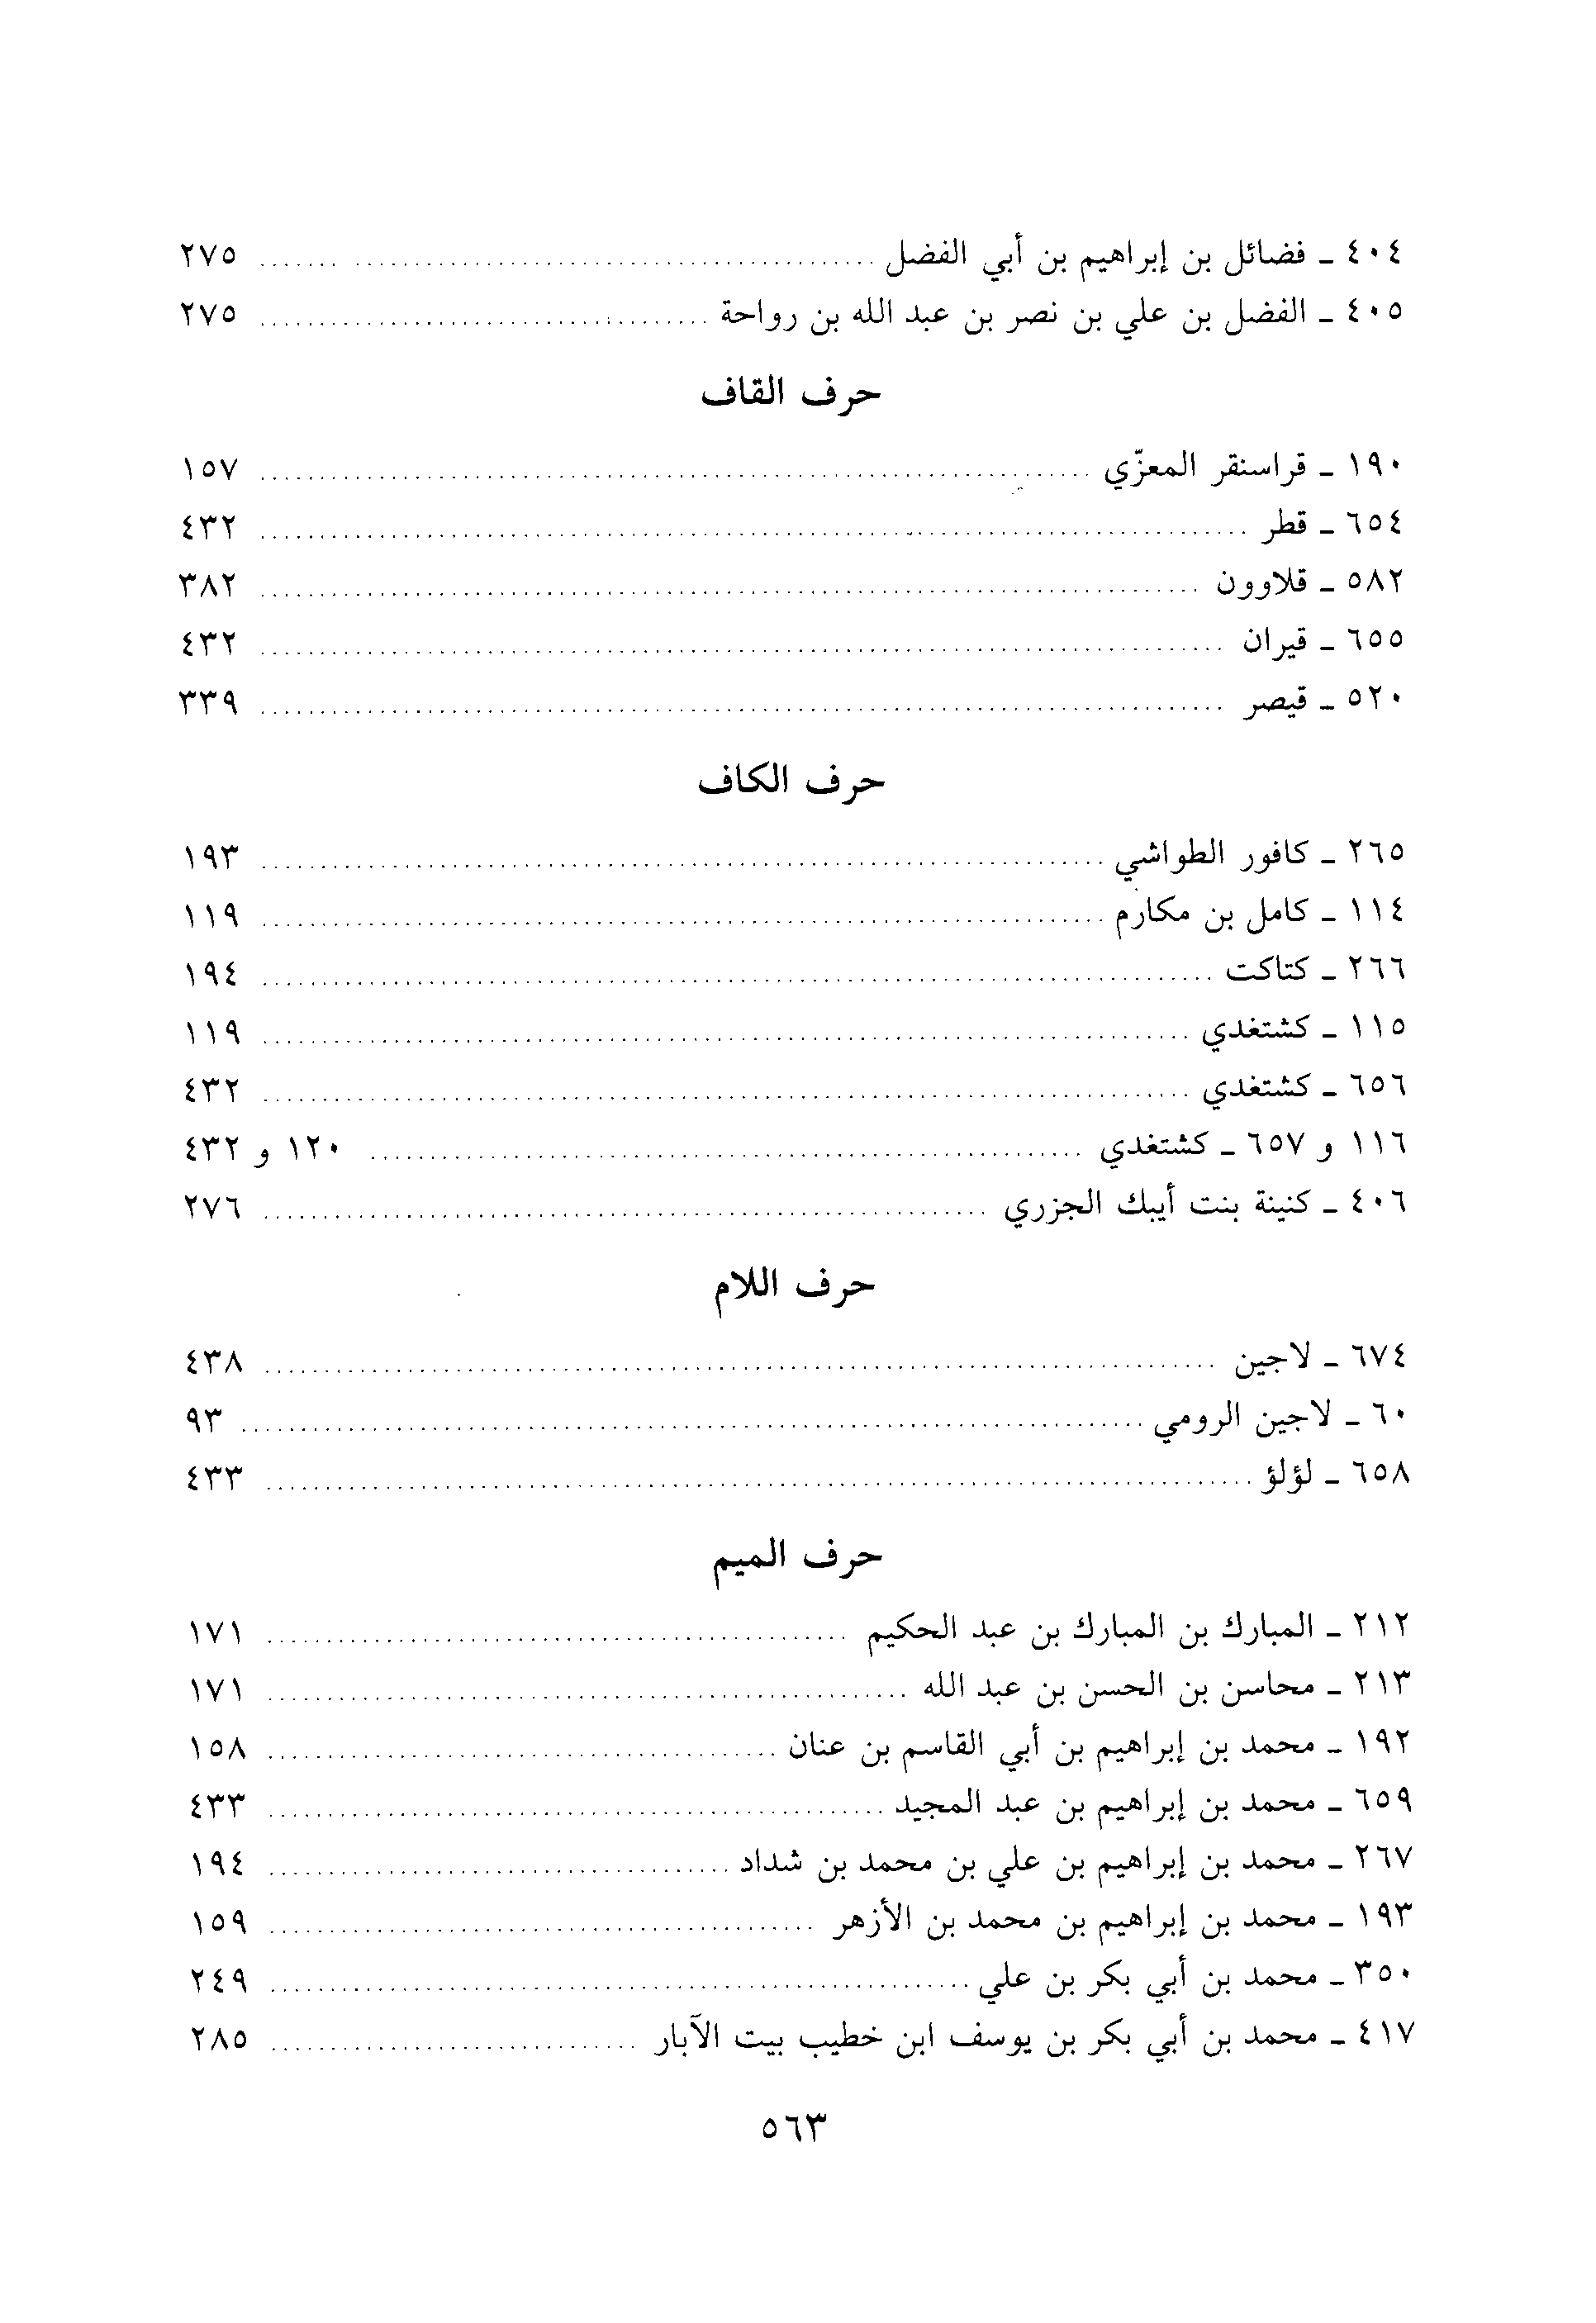 ٤٠٤ ـ فضائل بن إبراهيم بن أبي الفضل ........ ٢٧٥
٤٠٥ ـ الفضل بن علي بن نصر بن عبد الله بن رواحة ........ ٢٧٥
حرف القاف
١٩٠ ـ قراسنقر المعزّي ........ ١٥٧
٦٥٤ ـ قطر ........ ٤٣٢
٥٨٢ ـ قلاوون ........ ٣٨٢
٦٥٥ ـ قيران ........ ٤٣٢
٥٢٠ ـ قيصر ........ ٣٣٩
حرف الكاف
٢٦٥ ـ كافور الطواشي ........ ١٩٣
١١٤ ـ كامل بن مكارم ........ ١١٩
٢٦٦ ـ كتاكت ........ ١٩٤
١١٥ ـ كشتغدي ........ ١١٩
٦٥٦ ـ كشتغدي ........ ٤٣٢
١١٦ و ٦٥٧ ـ كشتغدي ........ ١٢٠ و ٤٣٢
٤٠٦ ـ كنينة بنت أيبك الجزري ........ ٢٧٦
حرف اللام
٦٧٤ ـ لاجين ........ ٤٣٨
٦٠ ـ لاجين الرومي ........ ٩٣
٦٥٨ ـ لؤلؤ ........ ٤٣٣
حرف الميم
٢١٢ ـ المبارك بن المبارك بن عبد الحكيم ........ ١٧١
٢١٣ ـ محاسن بن الحسن بن عبد الله ........ ١٧١
١٩٢ ـ محمد بن إبراهيم بن أبي القاسم بن عنان ........ ١٥٨
٦٥٩ ـ محمد بن إبراهيم بن عبد المجيد ........ ٤٣٣
٢٦٧ ـ محمد بن إبراهيم بن علي بن محمد بن شداد ........ ١٩٤
١٩٣ ـ محمد بن إبراهيم بن محمد بن الأزهر ........ ١٥٩
٣٥٠ ـ محمد بن أبي بكر بن علي ........ ٢٤٩
٤١٧ ـ محمد بن أبي بكر بن يوسف ابن خطيب بيت الآبار ........ ٢٨٥
٥٦٣